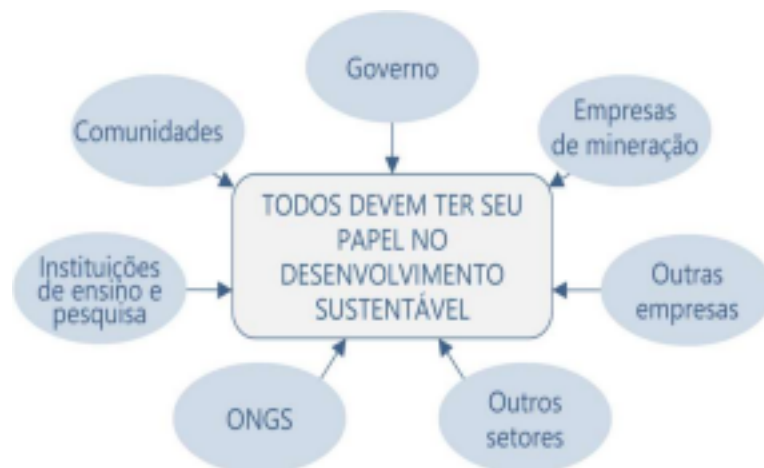 Governo
Comunidades
Empresas
de mineração
TODOS DEVEM TER SEU
PAPEL NO
DESENVOLVIMENTO
SUSTENTÁVEL
Instituições
de ensino e
pesquisa
Outras
empresas
ONGS
Outros
setores